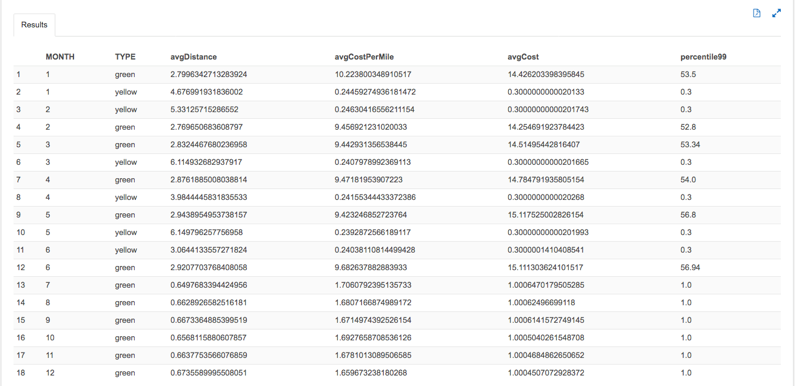 Results
MONTH TYPE avgDistance avgCostPerMile avgCost percentile99
1 1 green 2.7996342713283924 10.223800348910517 14.426203398395845 53.5
2 1 yellow 4.676991931836002 0.24459274936181472 0.3000000000020133 0.3
3 2 yellow 5.33125715286552 0.24630416556211154 0.30000000000201743 0.3
4 2 green 2.769650683608797 9.456921231020033 14.254691923784423 52.8
5 3 green 2.8324467680236958 9.442931356538445 14.51495442816407 53.34
6 3 yellow 6.114932682937917 0.2407978992369113 0.30000000000201665 0.3
7 4 green 2.8761885008038814 9.47181953907223 14.784791935805154 54.0
8 4 yellow 3.9844445831835533 0.24155344433372386 0.3000000000020268 0.3
9 5 green 2.9438954953738157 9.423246852723764 15.117525002826154 56.8
10 5 yellow 6.149796257756958 0.2392872566189117 0.30000000000201993 0.3
11 6 yellow 3.0644133557271824 0.24038110814499428 0.3000001410408541 0.3
12 6 green 2.9207703768408058 9.682637882883933 15.111303624101517 56.94
13 7 green 0.6497683394424956 1.7060792395135733 1.0006470179505285 1.0
14 8 green 0.6628926582516181 1.6807166874989172 1.00062496699118 1.0
15 9 green 0.6673364885399519 1.6714974392526154 1.0006141572749145 1.0
16 10 green 0.6568115880607857 1.6927658708536126 1.0005040261548708 1.0
17 11 green 0.6637753566076859 1.6781013089506585 1.0004684862650652 1.0
18 12 green 0.6735589995508051 1.659673238180268 1.0004507072928372 1.0